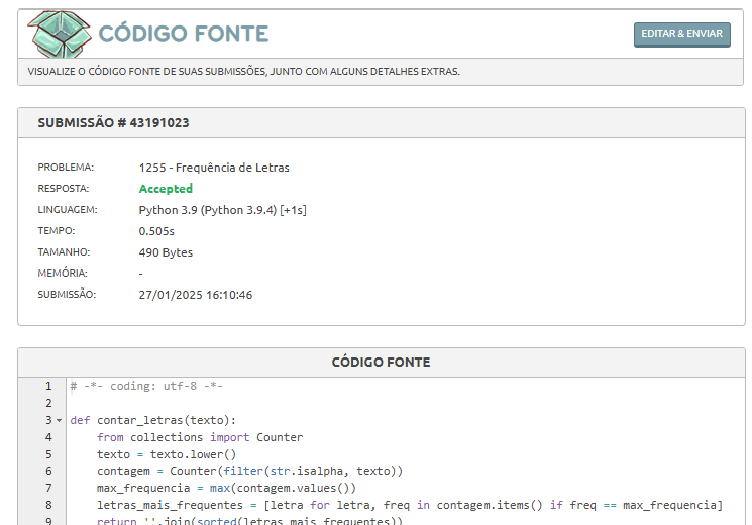 CÓDIGO FONTE
EDITAR & ENVIAR
VISUALIZE O CÓDIGO FONTE DE SUAS SUBMISSÕES, JUNTO COM ALGUNS DETALHES EXTRAS.
SUBMISSÃO # 43191023
PROBLEMA: 1255 - Frequência de Letras
RESPOSTA: Accepted
LINGUAGEM: Python 3.9 (Python 3.9.4) [+1s]
TEMPO: 0.505s
TAMANHO: 490 Bytes
MEMÓRIA: -
SUBMISSÃO: 27/01/2025 16:10:46
CÓDIGO FONTE
1 # -*- coding: utf-8 -*-
2
3 def contar_letras(texto):
4     from collections import Counter
5     texto = texto.lower()
6     contagem = Counter(filter(str.isalpha, texto))
7     max_frequencia = max(contagem.values())
8     letras_mais_frequentes = [letra for letra, freq in contagem.items() if freq == max_frequencia]
9     return ''.join(sorted(letras_mais_frequentes))